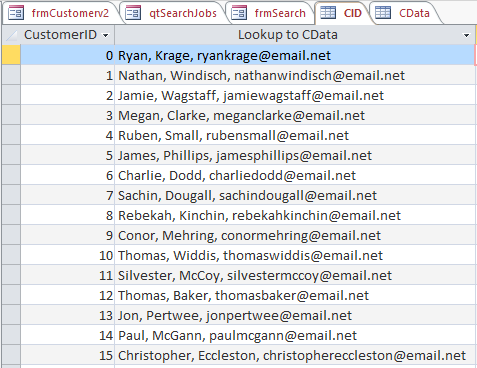 frmCustomerv2 qtSearchJobs frmSearch CID CData
CustomerID Lookup to CData
0 Ryan, Krage, ryankrage@email.net
1 Nathan, Windisch, nathanwindisch@email.net
2 Jamie, Wagstaff, jamiewagstaff@email.net
3 Megan, Clarke, meganclarke@email.net
4 Ruben, Small, rubensmall@email.net
5 James, Phillips, jamesphillips@email.net
6 Charlie, Dodd, charliedodd@email.net
7 Sachin, Dougall, sachindougall@email.net
8 Rebekah, Kinchin, rebekahkinchin@email.net
9 Conor, Mehring, conormehring@email.net
10 Thomas, Widdis, thomaswiddis@email.net
11 Silvester, McCoy, silvestermccoy@email.net
12 Thomas, Baker, thomasbaker@email.net
13 Jon, Pertwee, jonpertwee@email.net
14 Paul, McGann, paulmcgann@email.net
15 Christopher, Eccleston, christophereccleston@email.net